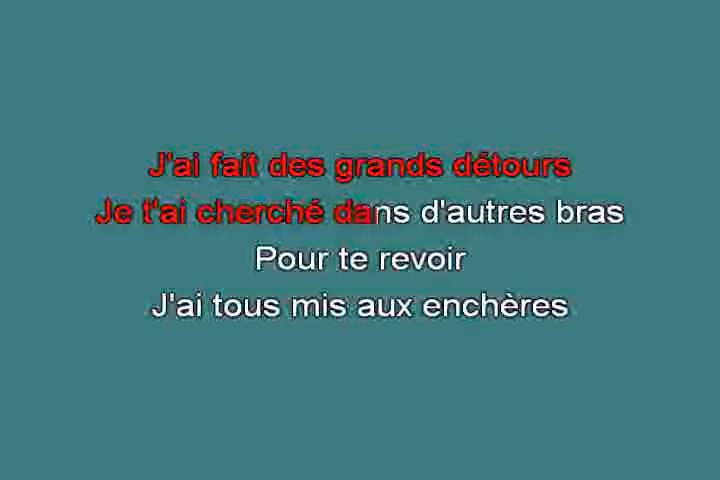 J'ai fait des grands détours
Je t'ai cherché dans d'autres bras
Pour te revoir
J'ai tous mis aux enchères